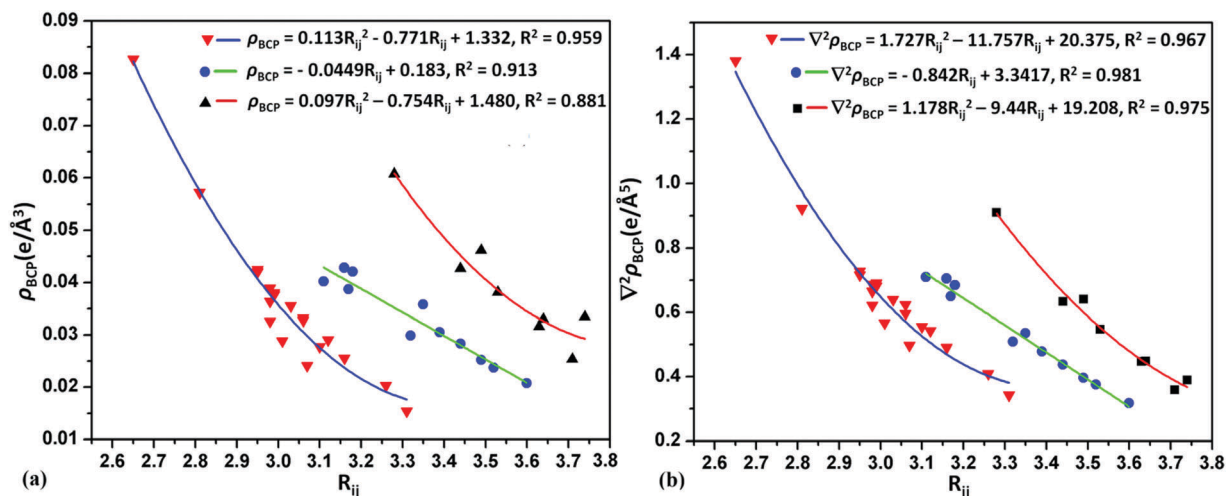 0.09
0.08
0.07
0.06
0.05
0.04
0.03
0.02
0.01
ρBCP(e/Å³)
ρBCP = 0.113Rij² - 0.771Rij + 1.332, R² = 0.959
ρBCP = - 0.0449Rij + 0.183, R² = 0.913
ρBCP = 0.097Rij² – 0.754Rij + 1.480, R² = 0.881
2.6 2.7 2.8 2.9 3.0 3.1 3.2 3.3 3.4 3.5 3.6 3.7 3.8
(a)
Rij
1.4
1.2
1.0
0.8
0.6
0.4
0.2
∇²ρBCP(e/Å⁵)
∇²ρBCP = 1.727Rij² – 11.757Rij + 20.375, R² = 0.967
∇²ρBCP = - 0.842Rij + 3.3417, R² = 0.981
∇²ρBCP = 1.178Rij² – 9.44Rij + 19.208, R² = 0.975
2.6 2.7 2.8 2.9 3.0 3.1 3.2 3.3 3.4 3.5 3.6 3.7 3.8
(b)
Rij